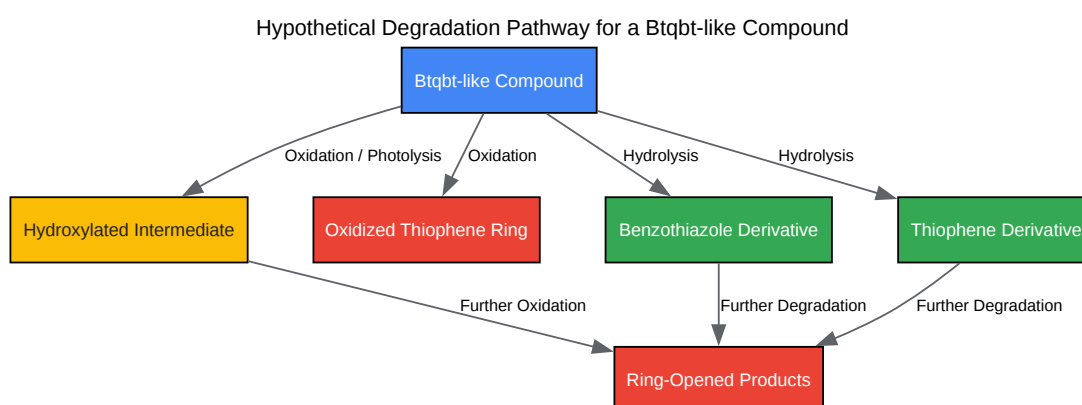 Hypothetical Degradation Pathway for a Btqbt-like Compound
Btqbt-like Compound
Oxidation / Photolysis
Oxidation
Hydrolysis
Hydrolysis
Hydroxylated Intermediate
Oxidized Thiophene Ring
Benzothiazole Derivative
Thiophene Derivative
Further Oxidation
Further Degradation
Further Degradation
Ring-Opened Products